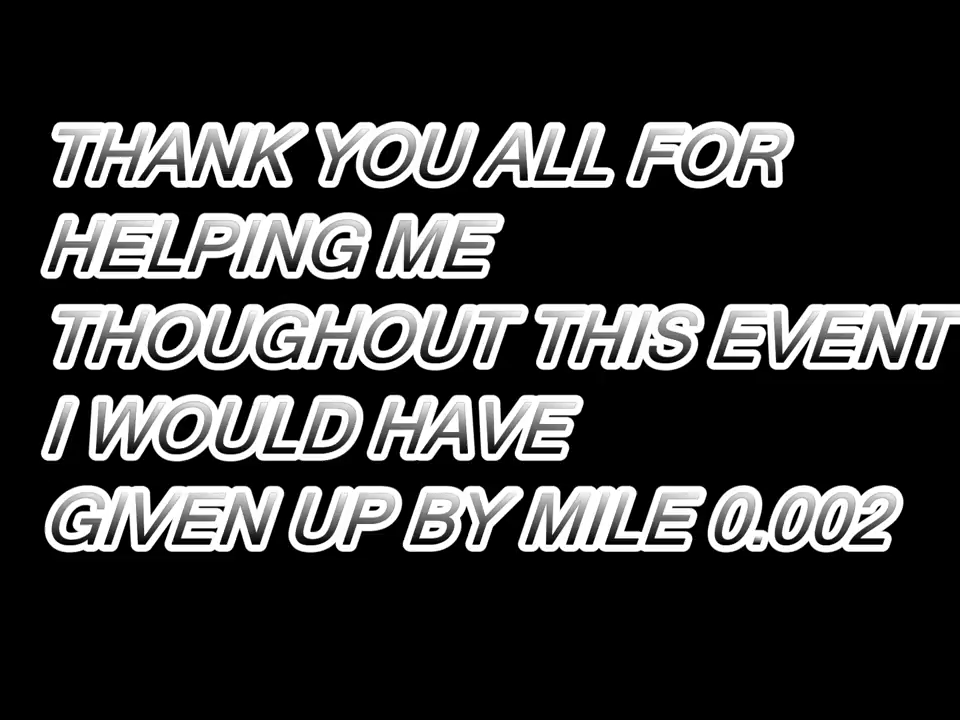 THANK YOU ALL FOR
HELPING ME
THOUGHOUT THIS EVENT
I WOULD HAVE
GIVEN UP BY MILE 0.002